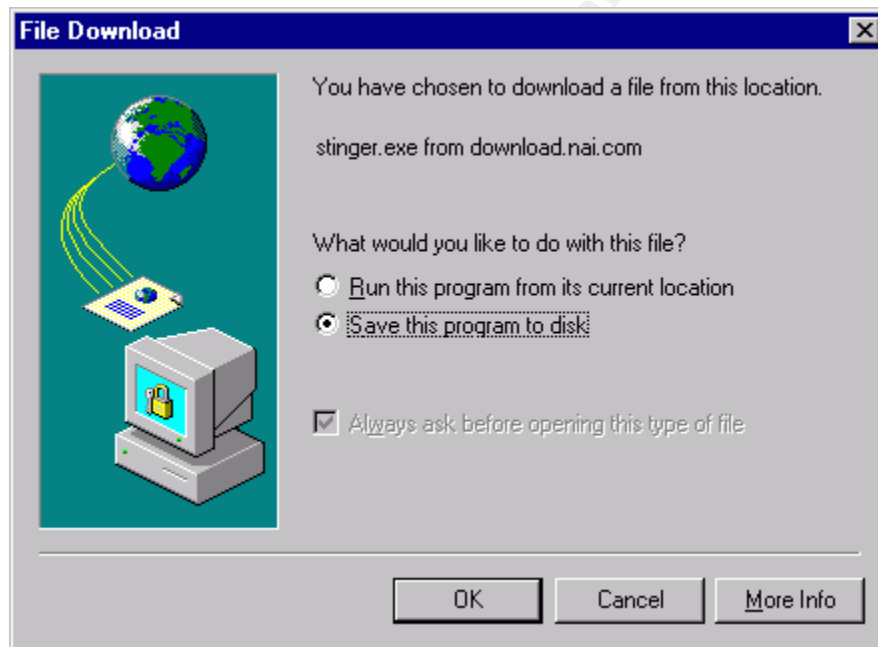 File Download
You have chosen to download a file from this location.
stinger.exe from download.nai.com
What would you like to do with this file?
Run this program from its current location
Save this program to disk
Always ask before opening this type of file
OK
Cancel
More Info